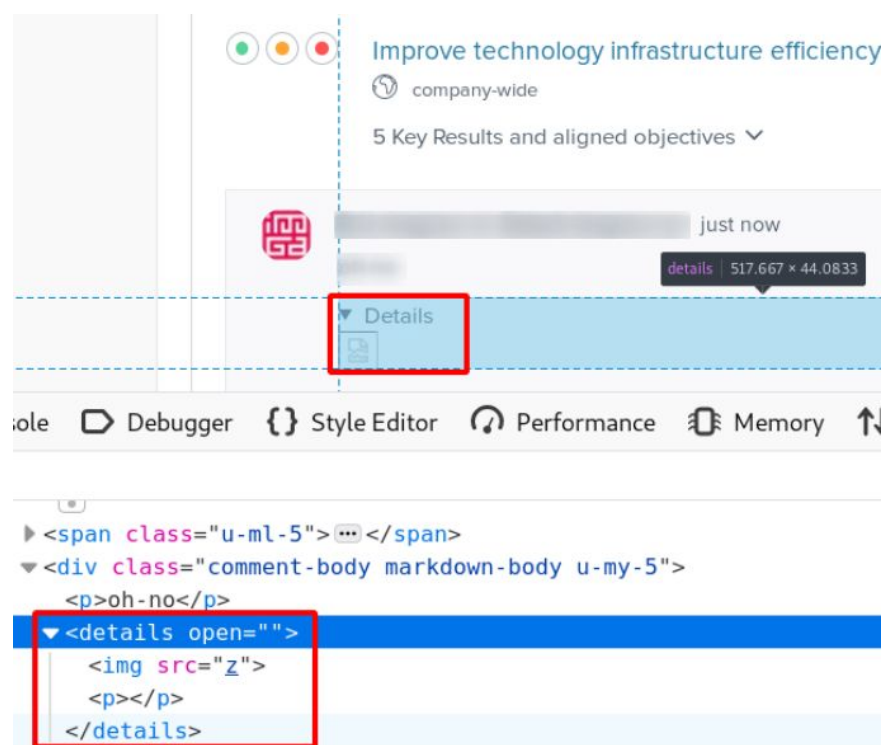 Improve technology infrastructure efficiency
company-wide
5 Key Results and aligned objectives
just now
details 517.667 × 44.0833
Details
Debugger {} Style Editor Performance Memory
<span class="u-ml-5"> </span>
<div class="comment-body markdown-body u-my-5">
<p>oh-no</p>
<details open="">
<img src="z">
<p></p>
</details>